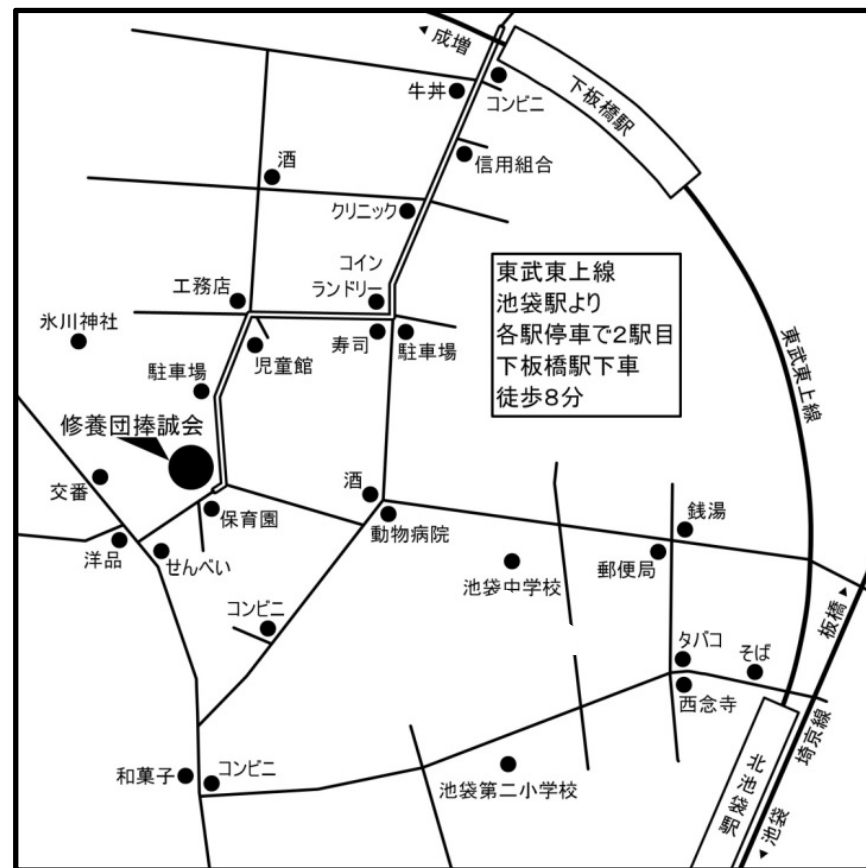 ◀成増
下板橋駅
牛丼
コンビニ
信用組合
酒
クリニック
コイン
ランドリー
工務店
氷川神社
児童館
寿司
駐車場
東武東上線
池袋駅より
各駅停車で2駅目
下板橋駅下車
徒歩8分
東武東上線
駐車場
修養団捧誠会
交番
保育園
酒
動物病院
銭湯
郵便局
池袋中学校
洋品
せんべい
コンビニ
板橋▶
タバコ
そば
西念寺
埼京線
和菓子
コンビニ
池袋第二小学校
北池袋駅
◀池袋